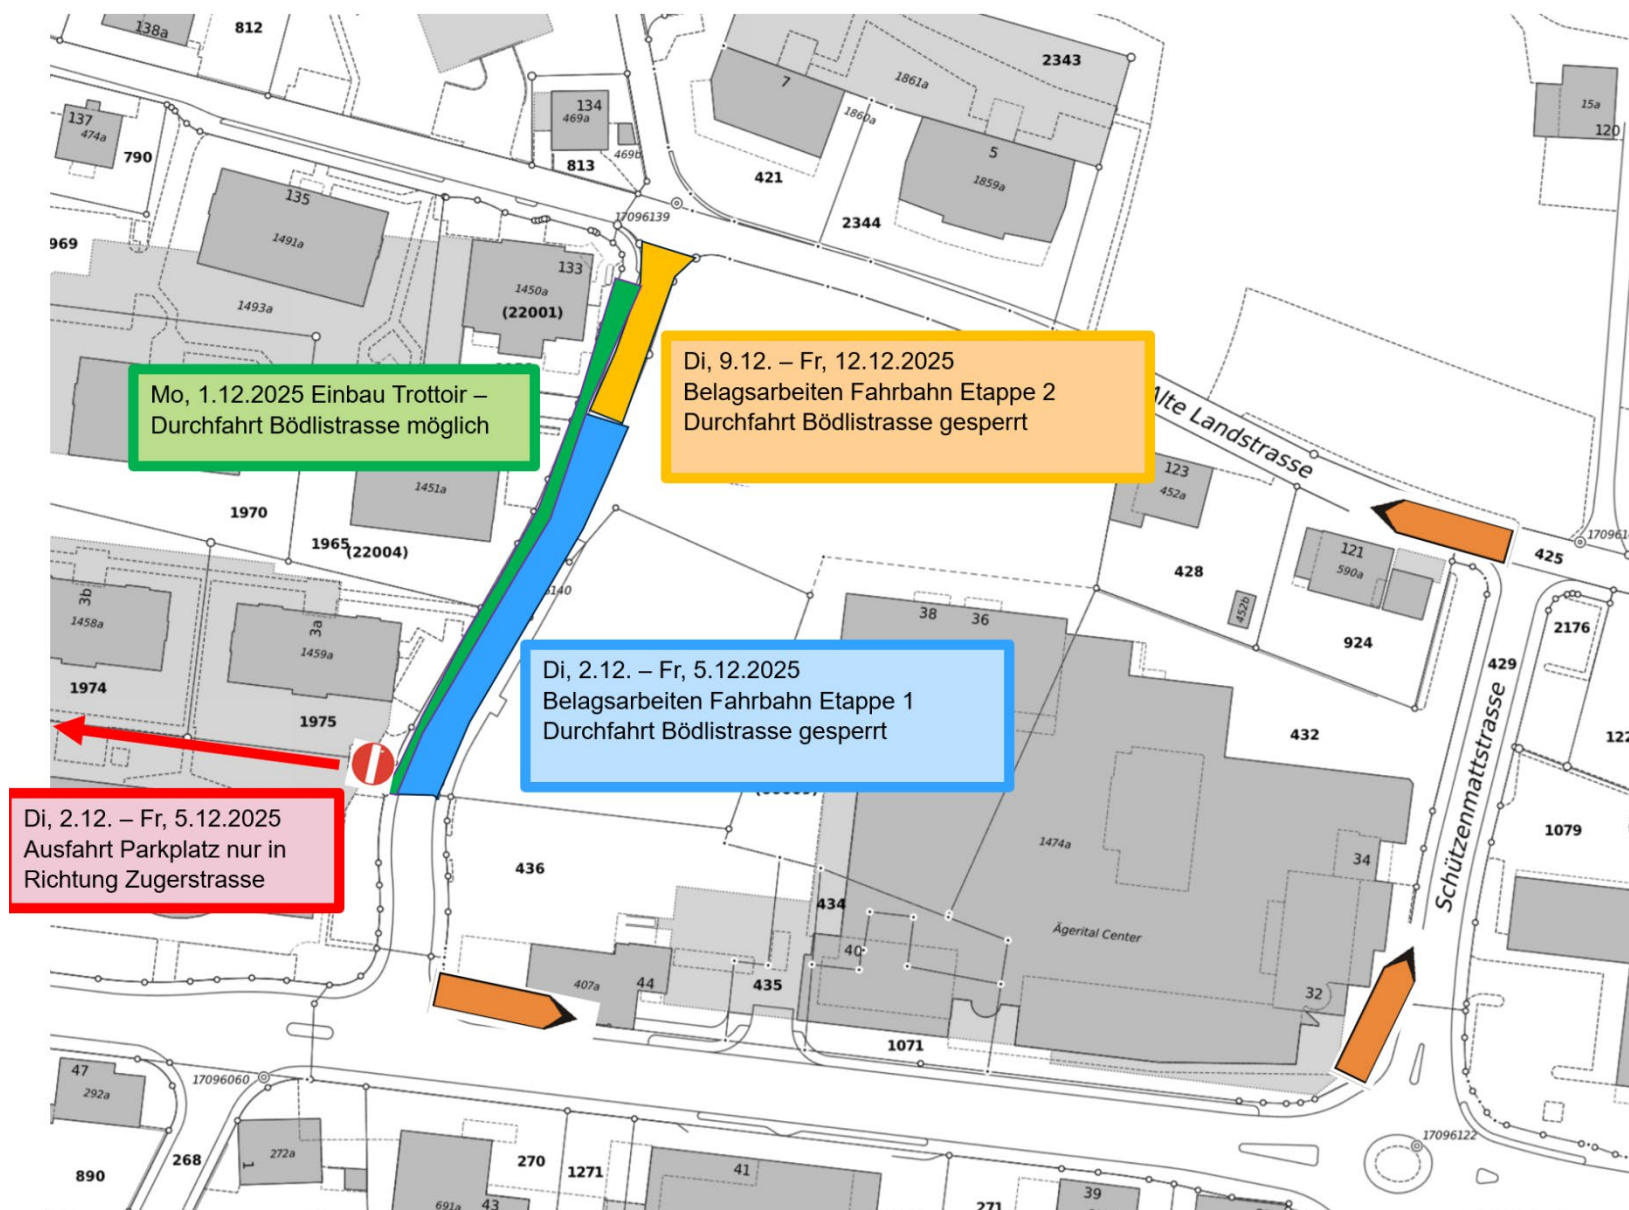 138a
812
2343
7
1861a
134
469a
1860a
15a
120
137
474a
790
469b
813
421
5
1859a
135
1491a
17096139
2344
969
133
1450a
(22001)
1493a
Mo, 1.12.2025 Einbau Trottoir –
Durchfahrt Bödlistrasse möglich
Di, 9.12. – Fr, 12.12.2025
Belagsarbeiten Fahrbahn Etappe 2
Durchfahrt Bödlistrasse gesperrt
Alte Landstrasse
123
452a
1451a
1970
1965
(22004)
425
121
590a
428
452b
924
2176
429
3b
1458a
3a
1459a
38
36
1974
1975
Di, 2.12. – Fr, 5.12.2025
Belagsarbeiten Fahrbahn Etappe 1
Durchfahrt Bödlistrasse gesperrt
432
Schützenmattstrasse
Di, 2.12. – Fr, 5.12.2025
Ausfahrt Parkplatz nur in
Richtung Zugerstrasse
1474a
1079
34
436
434
40
Ägerital Center
407a
44
435
32
1071
47
292a
17096060
17096122
268
1
272a
890
270
1271
41
691a
43
271
39